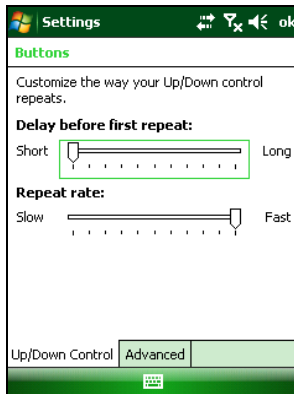 Settings
ok
Buttons
Customize the way your Up/Down control
repeats.
Delay before first repeat:
Short Long
Repeat rate:
Slow Fast
Up/Down Control Advanced